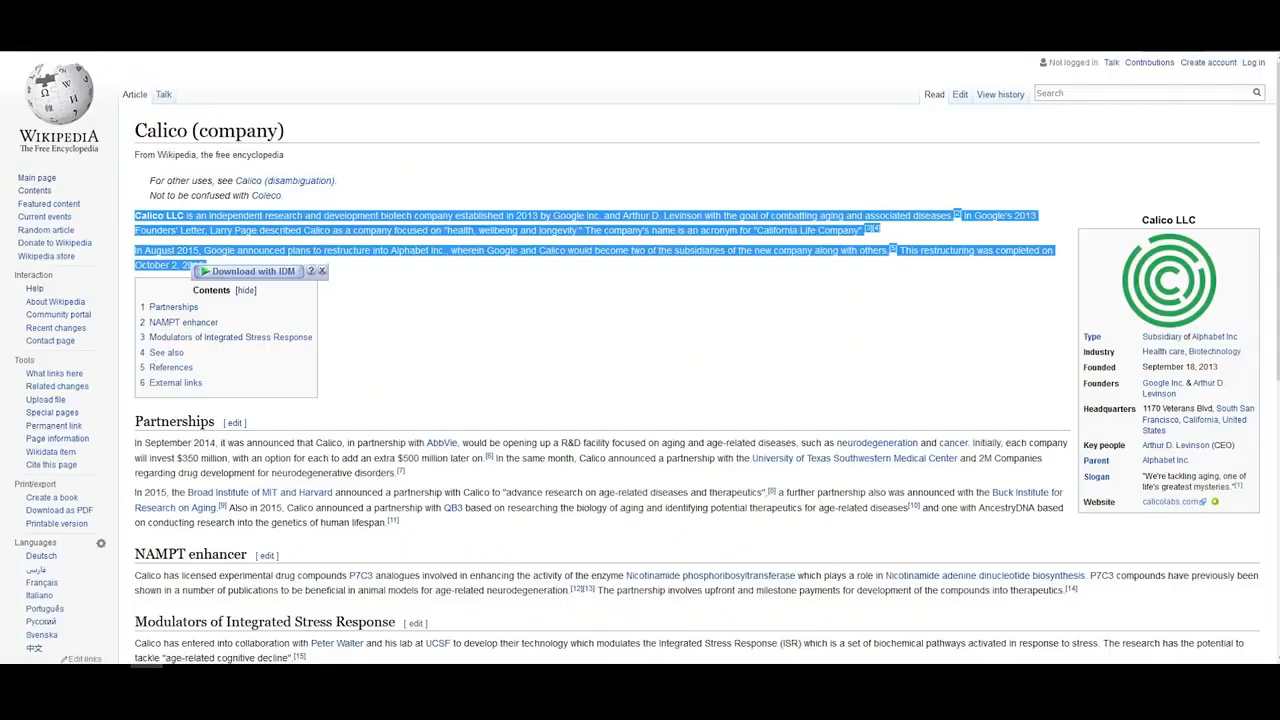 Not logged in Talk Contributions Create account Log in
Article Talk
Read Edit View history Search
WIKIPEDIA
The Free Encyclopedia
Main page
Contents
Featured content
Current events
Random article
Donate to Wikipedia
Wikipedia store
Interaction
Help
About Wikipedia
Community portal
Recent changes
Contact page
Tools
What links here
Related changes
Upload file
Special pages
Permanent link
Page information
Wikidata item
Cite this page
Print/export
Create a book
Download as PDF
Printable version
Languages
Deutsch
فارسی
Français
Italiano
Português
Русский
Svenska
中文
Edit links
Calico (company)
From Wikipedia, the free encyclopedia
For other uses, see Calico (disambiguation).
Not to be confused with Coleco.
Calico LLC is an independent research and development biotech company established in 2013 by Google Inc. and Arthur D. Levinson with the goal of combatting aging and associated diseases.[2] In Google's 2013
Founders' Letter, Larry Page described Calico as a company focused on "health, wellbeing and longevity." The company's name is an acronym for "California Life Company".[3][4]
In August 2015, Google announced plans to restructure into Alphabet Inc., wherein Google and Calico would become two of the subsidiaries of the new company along with others.[5] This restructuring was completed on
October 2,
Download with IDM ?
Contents [hide]
1 Partnerships
2 NAMPT enhancer
3 Modulators of Integrated Stress Response
4 See also
5 References
6 External links
Partnerships [ edit ]
In September 2014, it was announced that Calico, in partnership with AbbVie, would be opening up a R&D facility focused on aging and age-related diseases, such as neurodegeneration and cancer. Initially, each company
will invest $350 million, with an option for each to add an extra $500 million later on.[6] In the same month, Calico announced a partnership with the University of Texas Southwestern Medical Center and 2M Companies
regarding drug development for neurodegenerative disorders.[7]
In 2015, the Broad Institute of MIT and Harvard announced a partnership with Calico to "advance research on age-related diseases and therapeutics",[8] a further partnership also was announced with the Buck Institute for
Research on Aging.[9] Also in 2015, Calico announced a partnership with QB3 based on researching the biology of aging and identifying potential therapeutics for age-related diseases[10] and one with AncestryDNA based
on conducting research into the genetics of human lifespan.[11]
NAMPT enhancer [ edit ]
Calico has licensed experimental drug compounds P7C3 analogues involved in enhancing the activity of the enzyme Nicotinamide phosphoribosyltransferase which plays a role in Nicotinamide adenine dinucleotide biosynthesis. P7C3 compounds have previously been
shown in a number of publications to be beneficial in animal models for age-related neurodegeneration.[12][13] The partnership involves upfront and milestone payments for development of the compounds into therapeutics.[14]
Modulators of Integrated Stress Response [ edit ]
Calico has entered into collaboration with Peter Walter and his lab at UCSF to develop their technology which modulates the Integrated Stress Response (ISR) which is a set of biochemical pathways activated in response to stress. The research has the potential to
tackle "age-related cognitive decline".[15]
Calico LLC
Type Subsidiary of Alphabet Inc
Industry Health care, Biotechnology
Founded September 18, 2013
Founders Google Inc. & Arthur D.
Levinson
Headquarters 1170 Veterans Blvd, South San
Francisco, California, United
States
Key people Arthur D. Levinson (CEO)
Parent Alphabet Inc.
Slogan "We're tackling aging, one of
life's greatest mysteries."[1]
Website calicolabs.com